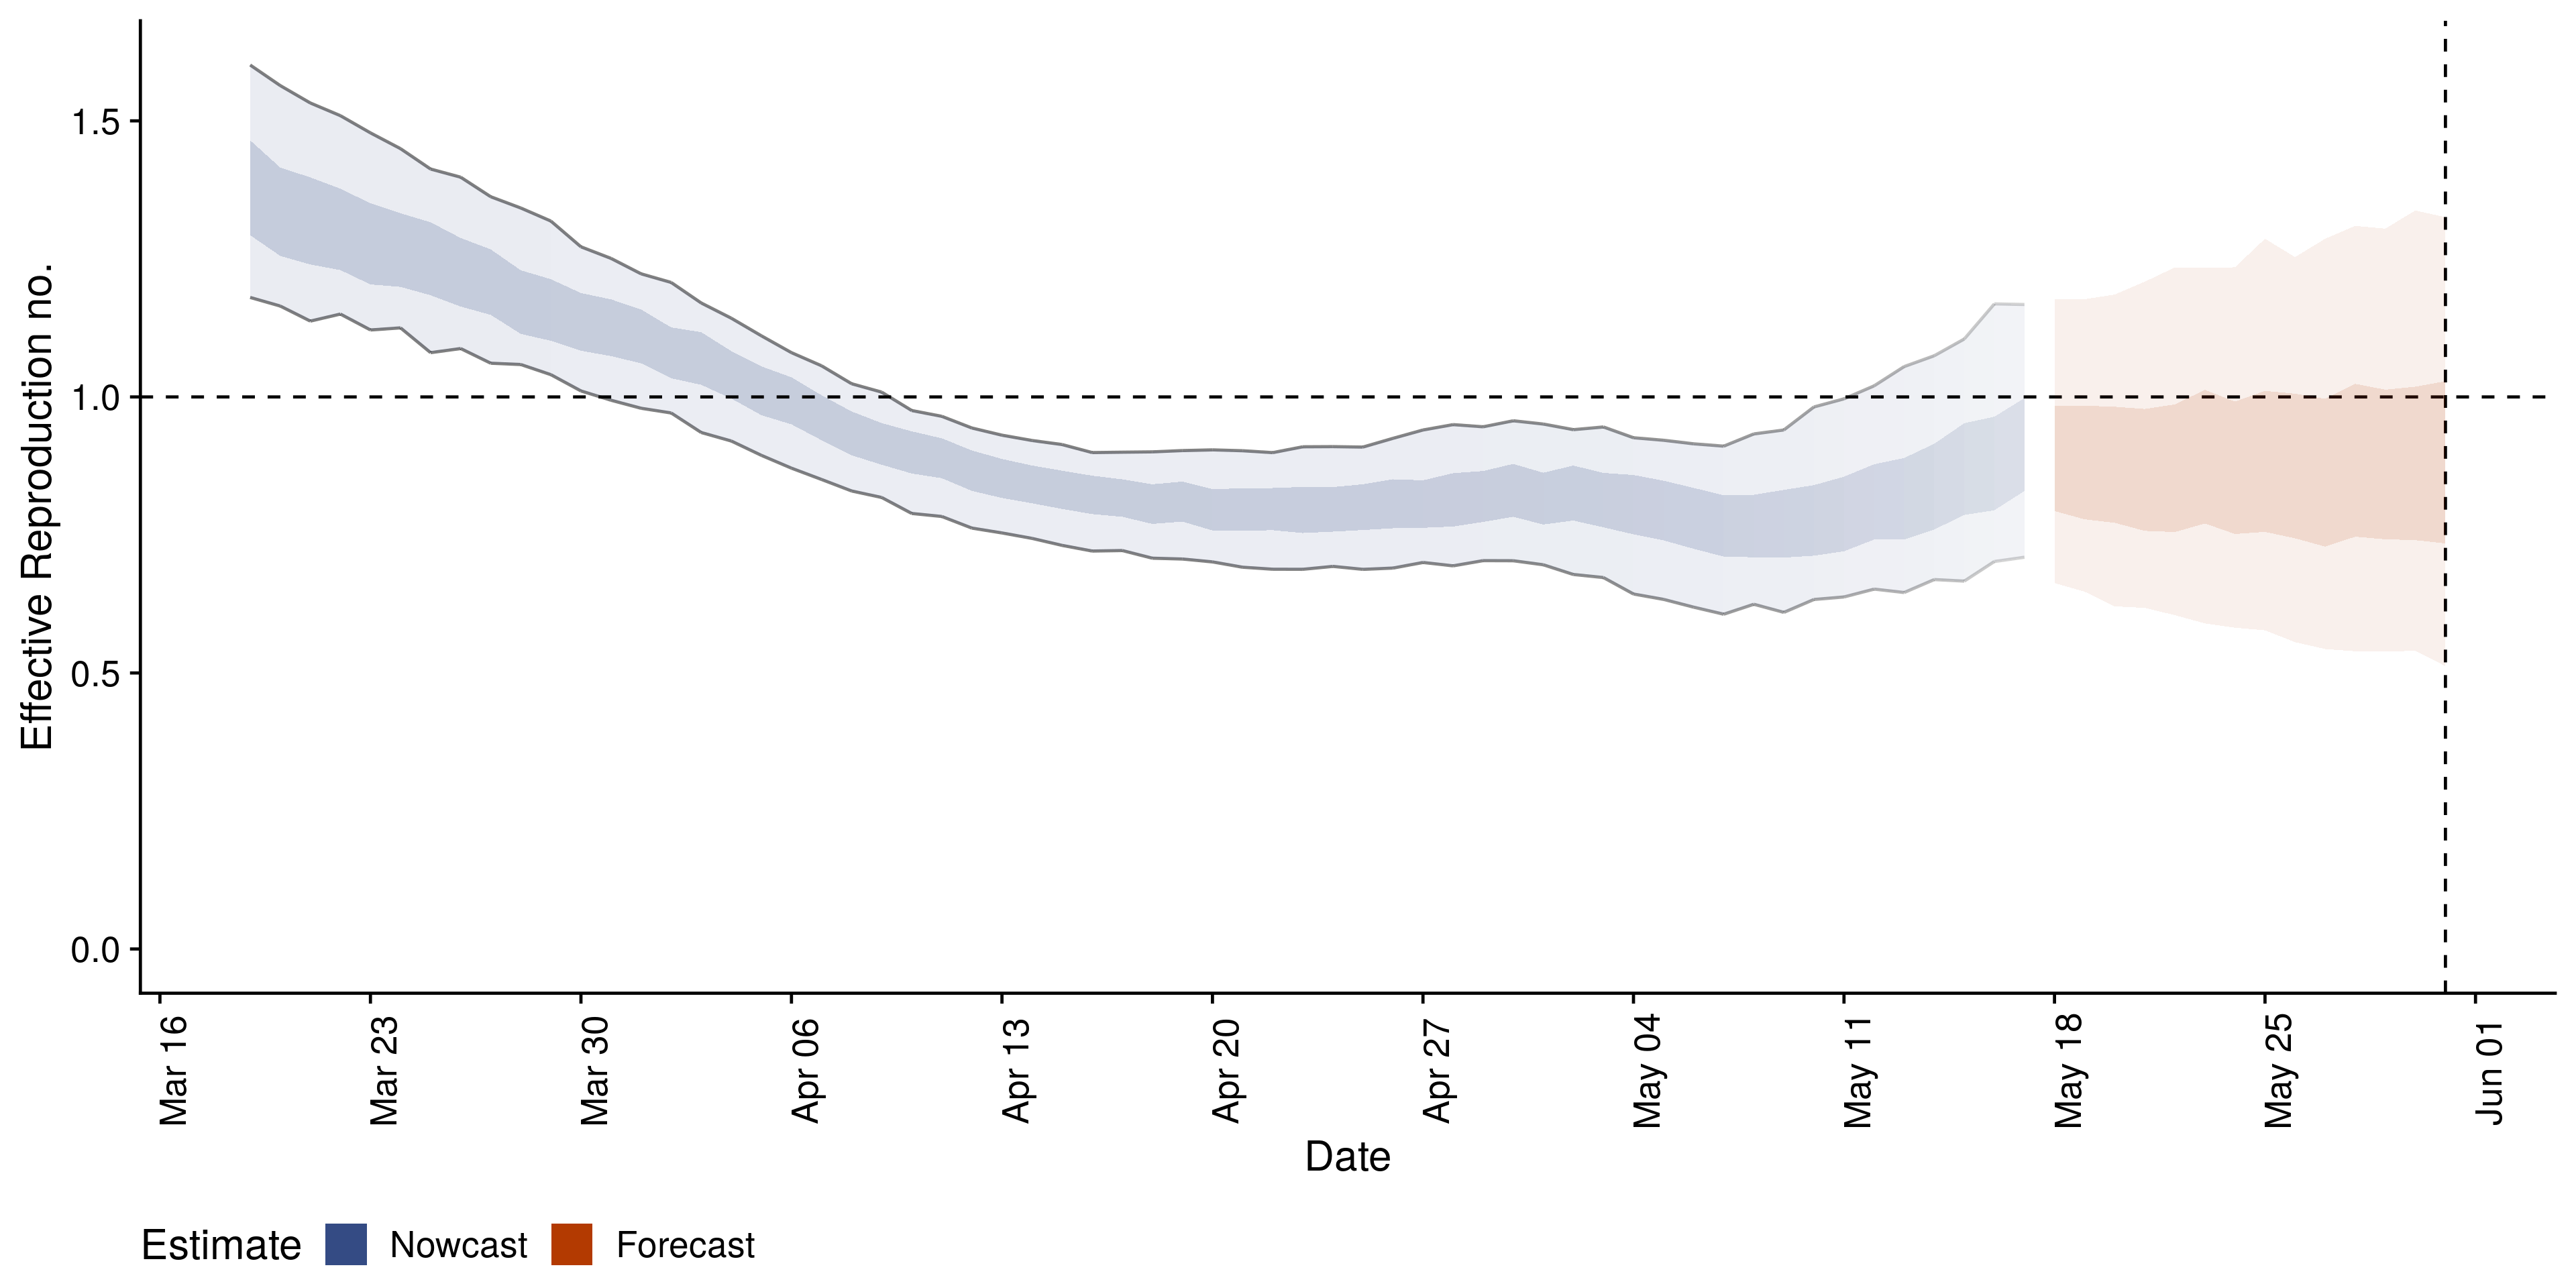 Effective Reproduction no.
1.5
1.0
0.5
0.0
Mar 16
Mar 23
Mar 30
Apr 06
Apr 13
Apr 20
Apr 27
May 04
May 11
May 18
May 25
Jun 01
Date
Estimate Nowcast Forecast